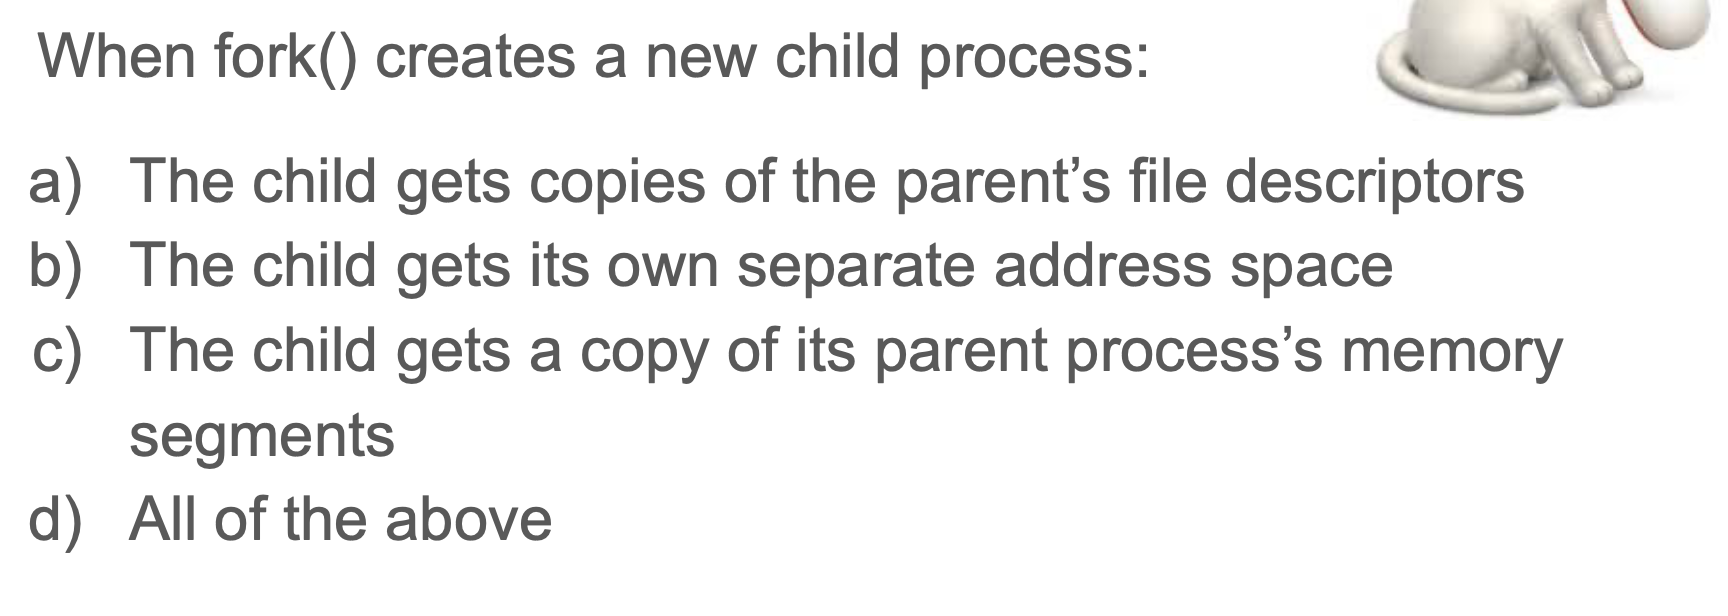 When fork() creates a new child process:
a) The child gets copies of the parent’s file descriptors
b) The child gets its own separate address space
c) The child gets a copy of its parent process’s memory
segments
d) All of the above